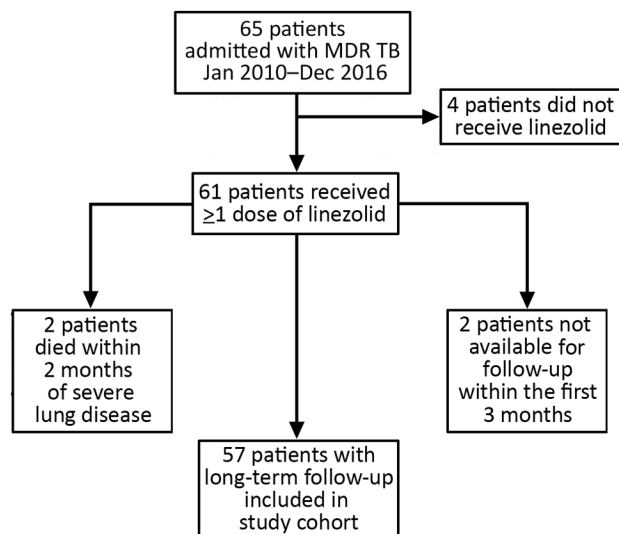 65 patients
admitted with MDR TB
Jan 2010–Dec 2016
4 patients did not
receive linezolid
61 patients received
≥1 dose of linezolid
2 patients
died within
2 months
of severe
lung disease
2 patients not
available for
follow-up
within the first
3 months
57 patients with
long-term follow-up
included in
study cohort